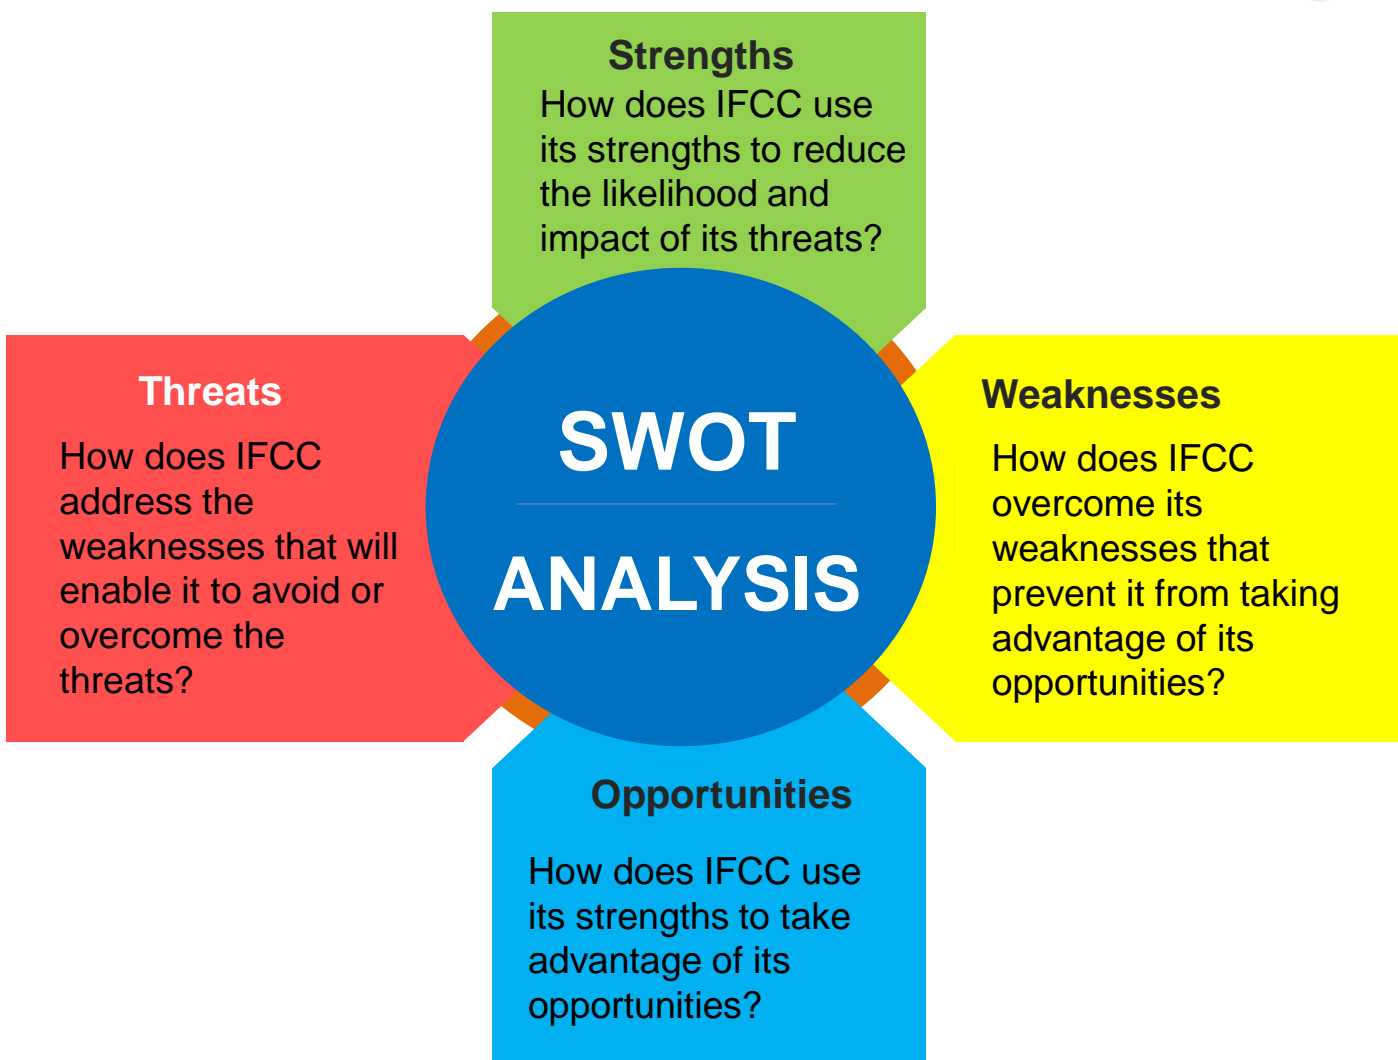 Strengths
How does IFCC use
its strengths to reduce
the likelihood and
impact of its threats?
Threats
How does IFCC
address the
weaknesses that will
enable it to avoid or
overcome the
threats?
SWOT
ANALYSIS
Weaknesses
How does IFCC
overcome its
weaknesses that
prevent it from taking
advantage of its
opportunities?
Opportunities
How does IFCC use
its strengths to take
advantage of its
opportunities?